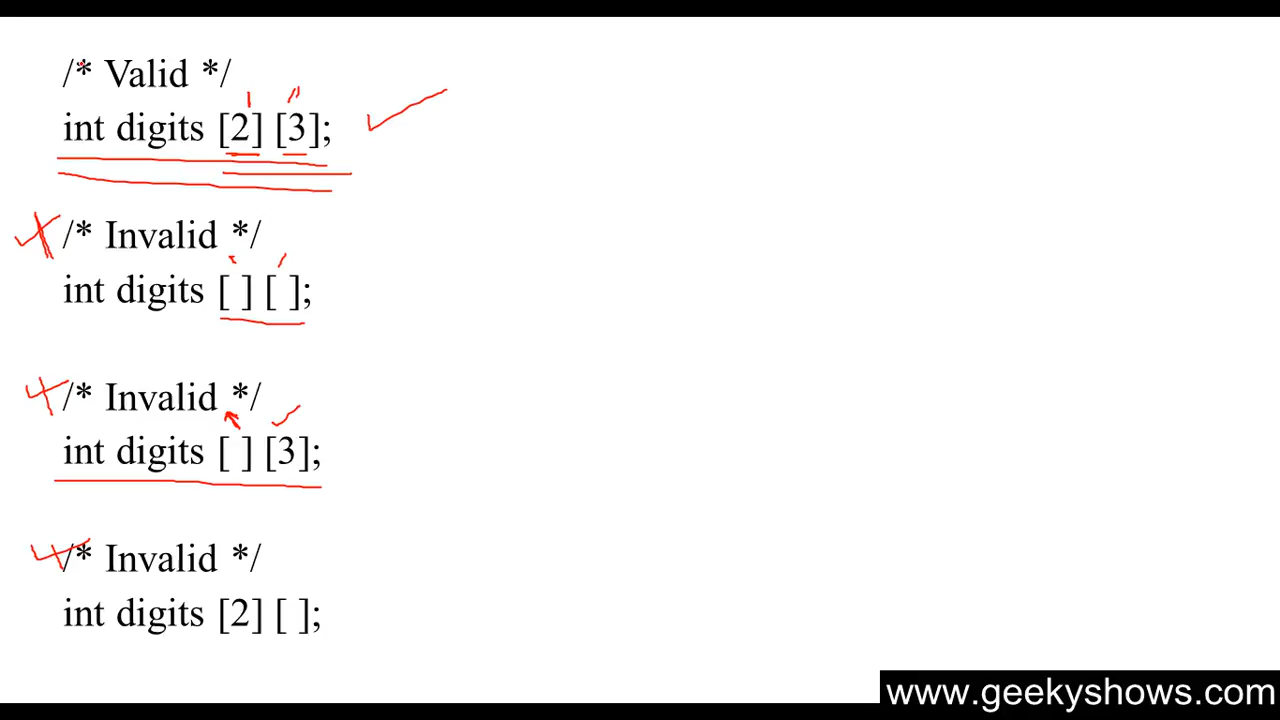 /* Valid */
int digits [2] [3];
/* Invalid */
int digits [ ] [ ];
/* Invalid */
int digits [ ] [3];
/* Invalid */
int digits [2] [ ];
www.geekyshows.com